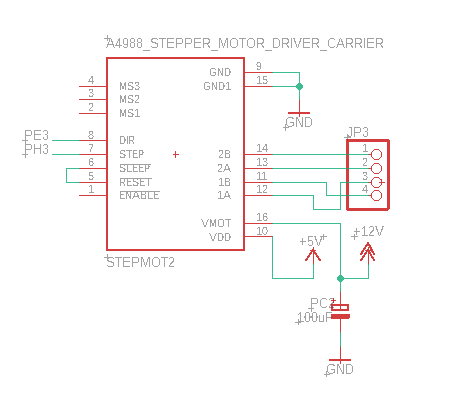 A4988_STEPPER_MOTOR_DRIVER_CARRIER
4 MS3
3 MS2
2 MS1
PE3 8 DIR
PH3 7 STEP
6 SLEEP
5 RESET
1 ENABLE
GND 9
GND1 15
GND
JP3
2B 14 1
2A 13 2
1B 11 3
1A 12 4
VMOT 16
VDD 10
+5V
+12V
STEPMOT2
PC2
100uF
GND